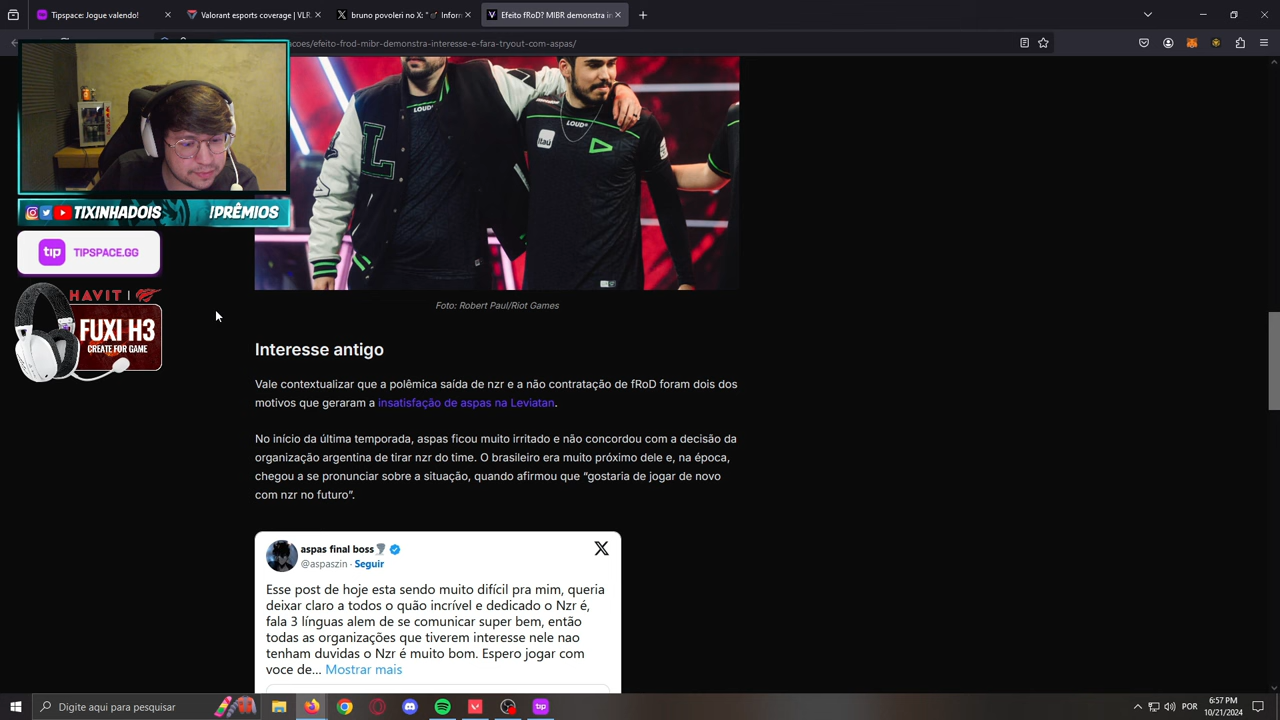 Tipspace: Jogue valendo!
Valorant esports coverage | VLR.
bruno povoleri no X: "
Inforn
Efeito fRoD? MIBR demonstra in
coes/efeito-frod-mibr-demonstra-interesse-e-fara-tryout-com-aspas/
LOUD
LOUD
itaú
TIXINHADOIS
!PRÊMIOS
tip
TIPSPACE.GG
HAVIT
FUXI H3
CREATE FOR GAME
Foto: Robert Paul/Riot Games
Interesse antigo
Vale contextualizar que a polêmica saída de nzr e a não contratação de fRoD foram dois dos
motivos que geraram a insatisfação de aspas na Leviatan.
No início da última temporada, aspas ficou muito irritado e não concordou com a decisão da
organização argentina de tirar nzr do time. O brasileiro era muito próximo dele e, na época,
chegou a se pronunciar sobre a situação, quando afirmou que “gostaria de jogar de novo
com nzr no futuro”.
aspas final boss
@aspaszin · Seguir
Esse post de hoje esta sendo muito difícil pra mim, queria
deixar claro a todos o quão incrível e dedicado o Nzr é,
fala 3 línguas alem de se comunicar super bem, então
todas as organizações que tiverem interesse nele nao
tenham duvidas o Nzr é muito bom. Espero jogar com
voce de… Mostrar mais
Digite aqui para pesquisar
POR
6:57 PM
10/21/2024